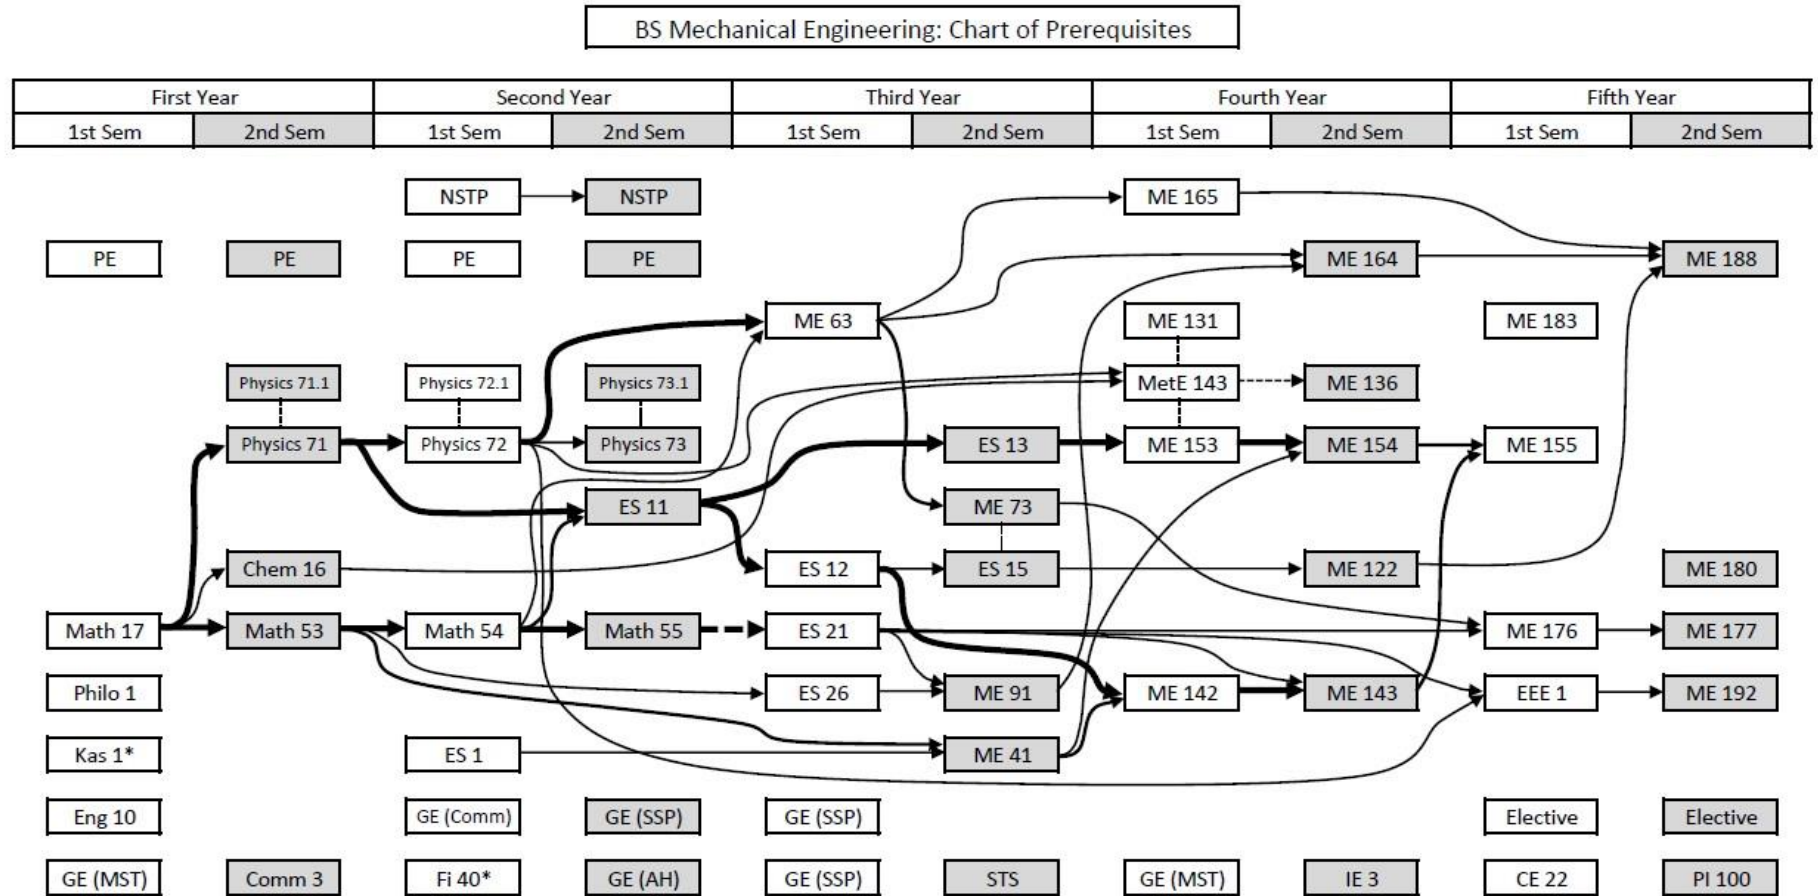 BS Mechanical Engineering: Chart of Prerequisites
First Year Second Year Third Year Fourth Year Fifth Year
1st Sem 2nd Sem 1st Sem 2nd Sem 1st Sem 2nd Sem 1st Sem 2nd Sem 1st Sem 2nd Sem
NSTP NSTP ME 165
PE PE PE PE ME 164 ME 188
ME 63 ME 131 ME 183
Physics 71.1 Physics 72.1 Physics 73.1 MetE 143 ME 136
Physics 71 Physics 72 Physics 73 ES 13 ME 153 ME 154 ME 155
ES 11 ME 73
Chem 16 ES 12 ES 15 ME 122 ME 180
Math 17 Math 53 Math 54 Math 55 ES 21 ME 176 ME 177
Philo 1 ES 26 ME 91 ME 142 ME 143 EEE 1 ME 192
Kas 1* ES 1 ME 41
Eng 10 GE (Comm) GE (SSP) GE (SSP) Elective Elective
GE (MST) Comm 3 Fi 40* GE (AH) GE (SSP) STS GE (MST) IE 3 CE 22 PI 100